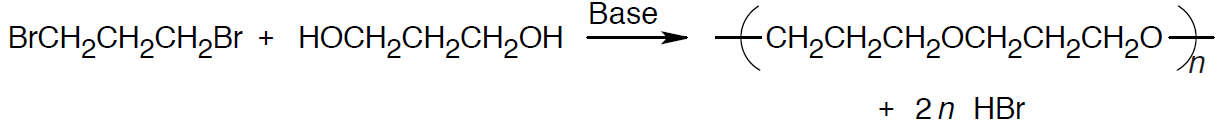 BrCH₂CH₂CH₂Br + HOCH₂CH₂CH₂OH Base (CH₂CH₂CH₂OCH₂CH₂CH₂O)n
+ 2n HBr